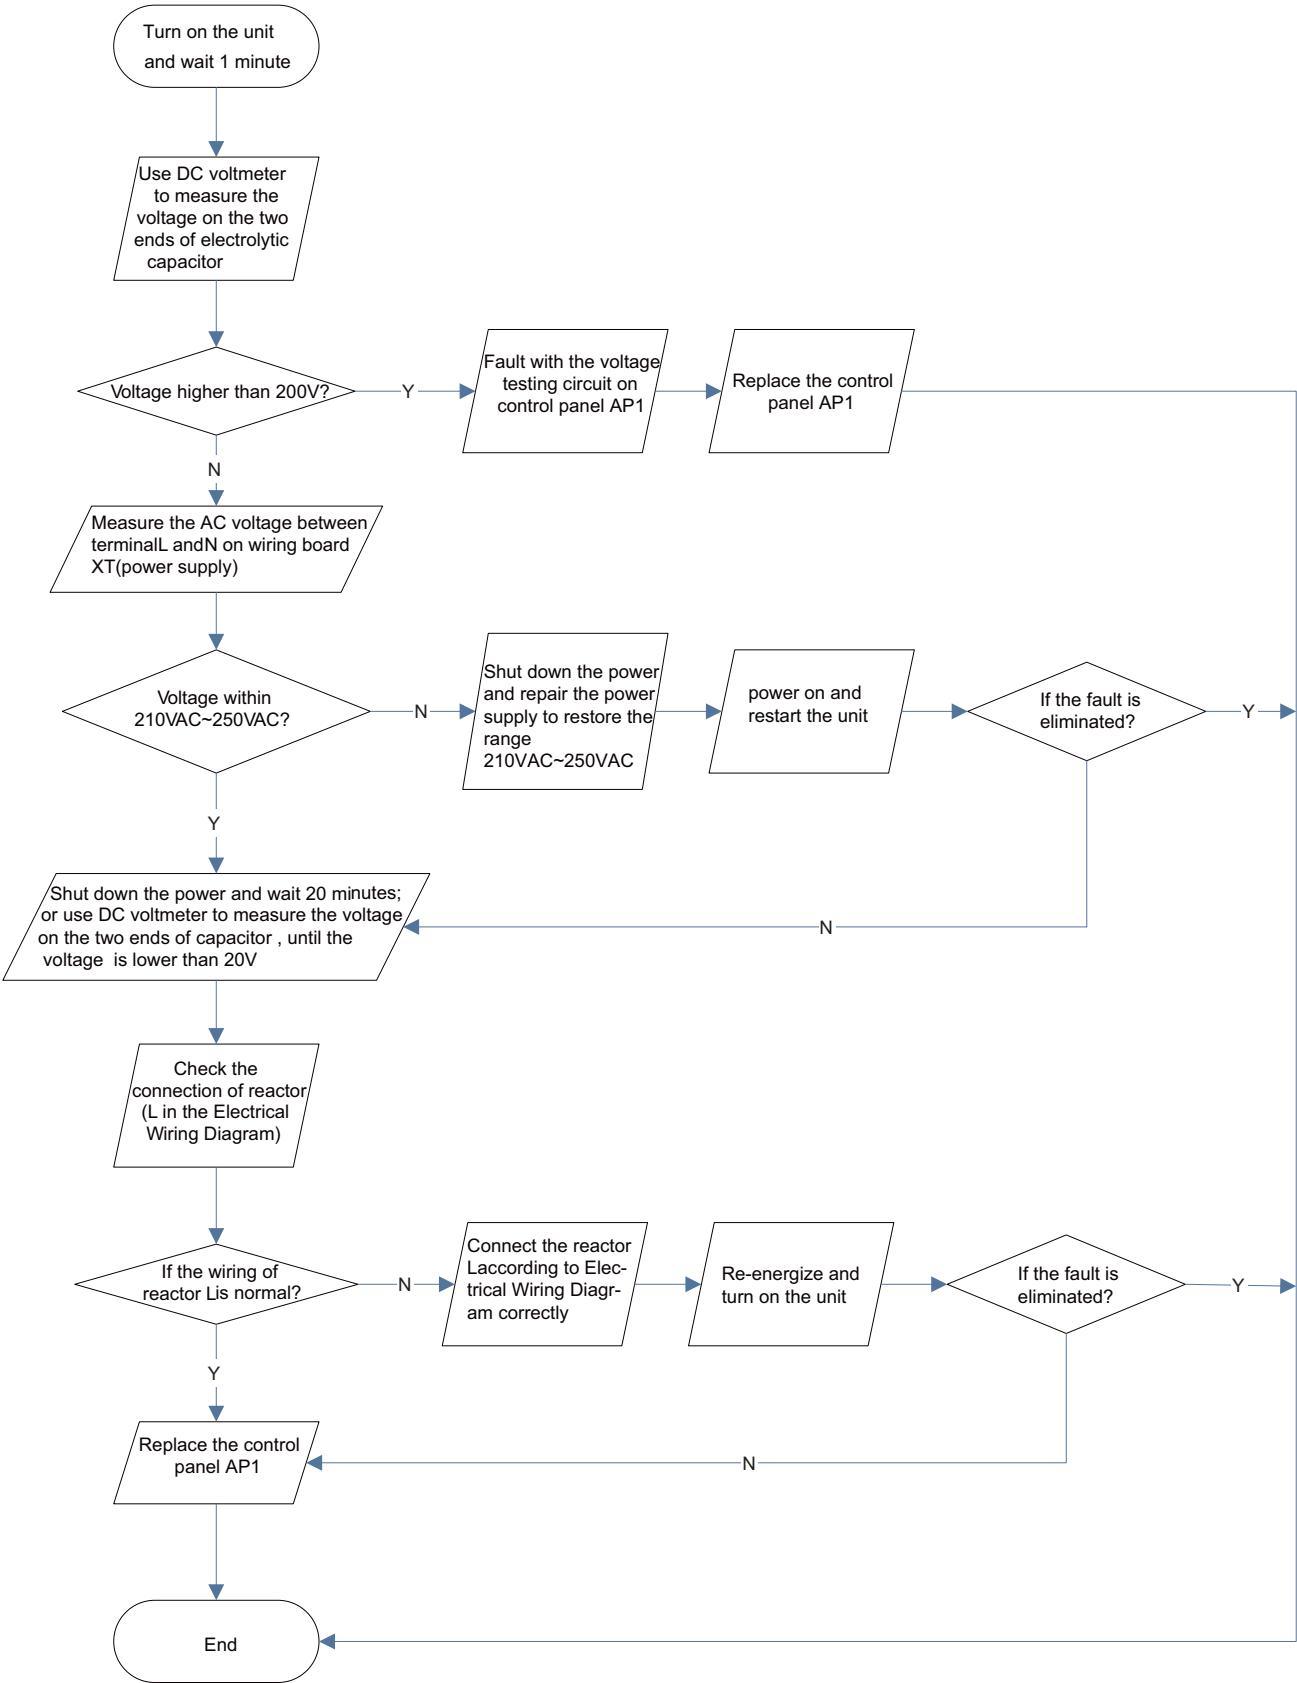 Turn on the unit
and wait 1 minute
Use DC voltmeter
to measure the
voltage on the two
ends of electrolytic
capacitor
Voltage higher than 200V?
Y
Fault with the voltage
testing circuit on
control panel AP1
Replace the control
panel AP1
N
Measure the AC voltage between
terminalL andN on wiring board
XT(power supply)
Voltage within
210VAC~250VAC?
N
Shut down the power
and repair the power
supply to restore the
range
210VAC~250VAC
power on and
restart the unit
If the fault is
eliminated?
Y
Y
Shut down the power and wait 20 minutes;
or use DC voltmeter to measure the voltage
on the two ends of capacitor , until the
voltage is lower than 20V
N
Check the
connection of reactor
(L in the Electrical
Wiring Diagram)
If the wiring of
reactor Lis normal?
N
Connect the reactor
Laccording to Elec-
trical Wiring Diagr-
am correctly
Re-energize and
turn on the unit
If the fault is
eliminated?
Y
Y
Replace the control
panel AP1
N
End